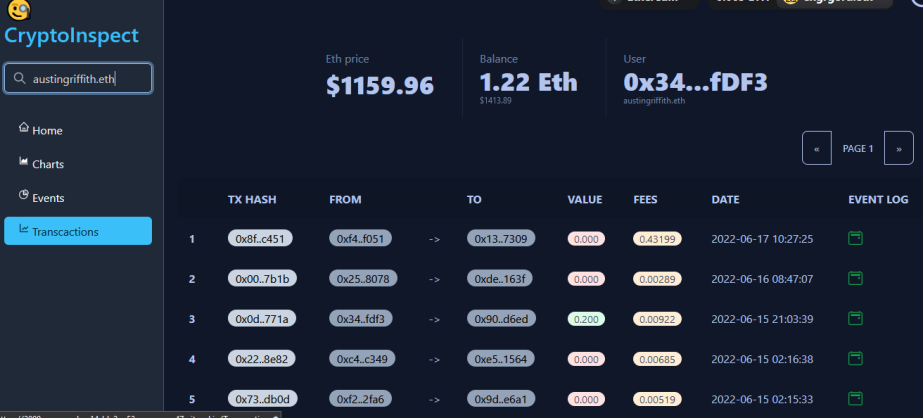 CryptoInspect
austingriffith.eth
Home
Charts
Events
Transcactions
Eth price
$1159.96
Balance
1.22 Eth
$1413.89
User
0x34...fDF3
austingriffith.eth
« PAGE 1 »
TX HASH FROM TO VALUE FEES DATE EVENT LOG
1 0x8f..c451 0xf4..f051 -> 0x13..7309 0.000 0.43199 2022-06-17 10:27:25
2 0x00..7b1b 0x25..8078 -> 0xde..163f 0.000 0.00289 2022-06-16 08:47:07
3 0x0d..771a 0x34..fdf3 -> 0x90..d6ed 0.200 0.00922 2022-06-15 21:03:39
4 0x22..8e82 0xc4..c349 -> 0xe5..1564 0.000 0.00685 2022-06-15 02:16:38
5 0x73..db0d 0xf2..2fa6 -> 0x9d..e6a1 0.000 0.00519 2022-06-15 02:15:33